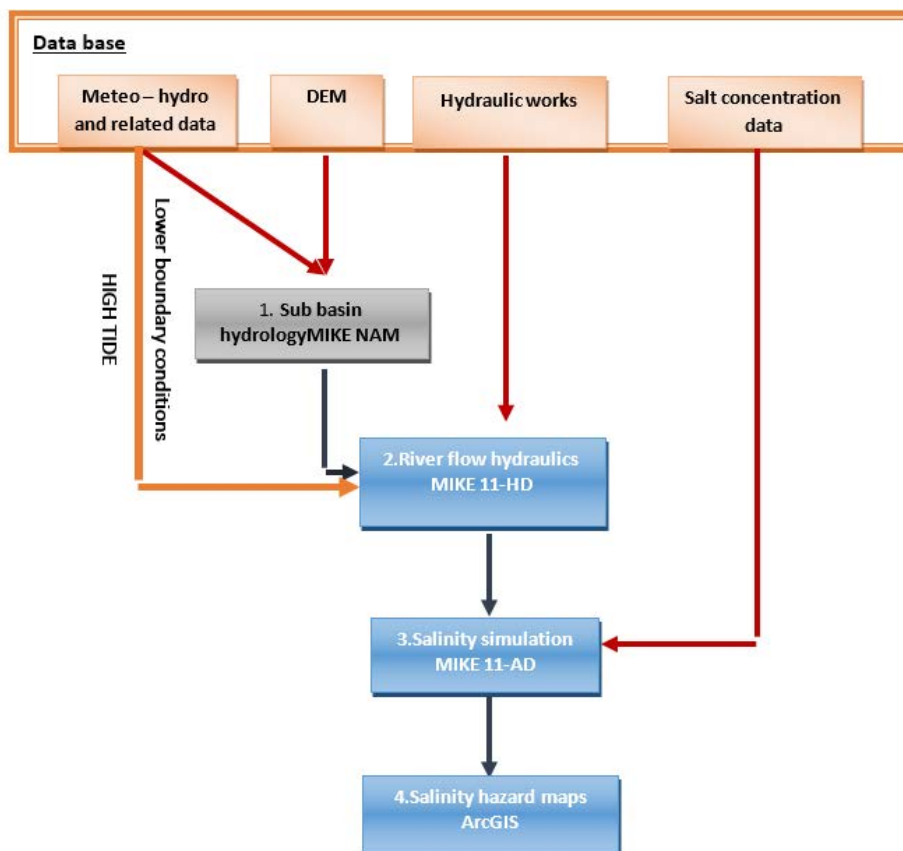 Data base
Meteo – hydro
and related data
DEM
Hydraulic works
Salt concentration
data
Lower boundary conditions
HIGH TIDE
1. Sub basin
hydrologyMIKE NAM
2.River flow hydraulics
MIKE 11-HD
3.Salinity simulation
MIKE 11-AD
4.Salinity hazard maps
ArcGIS